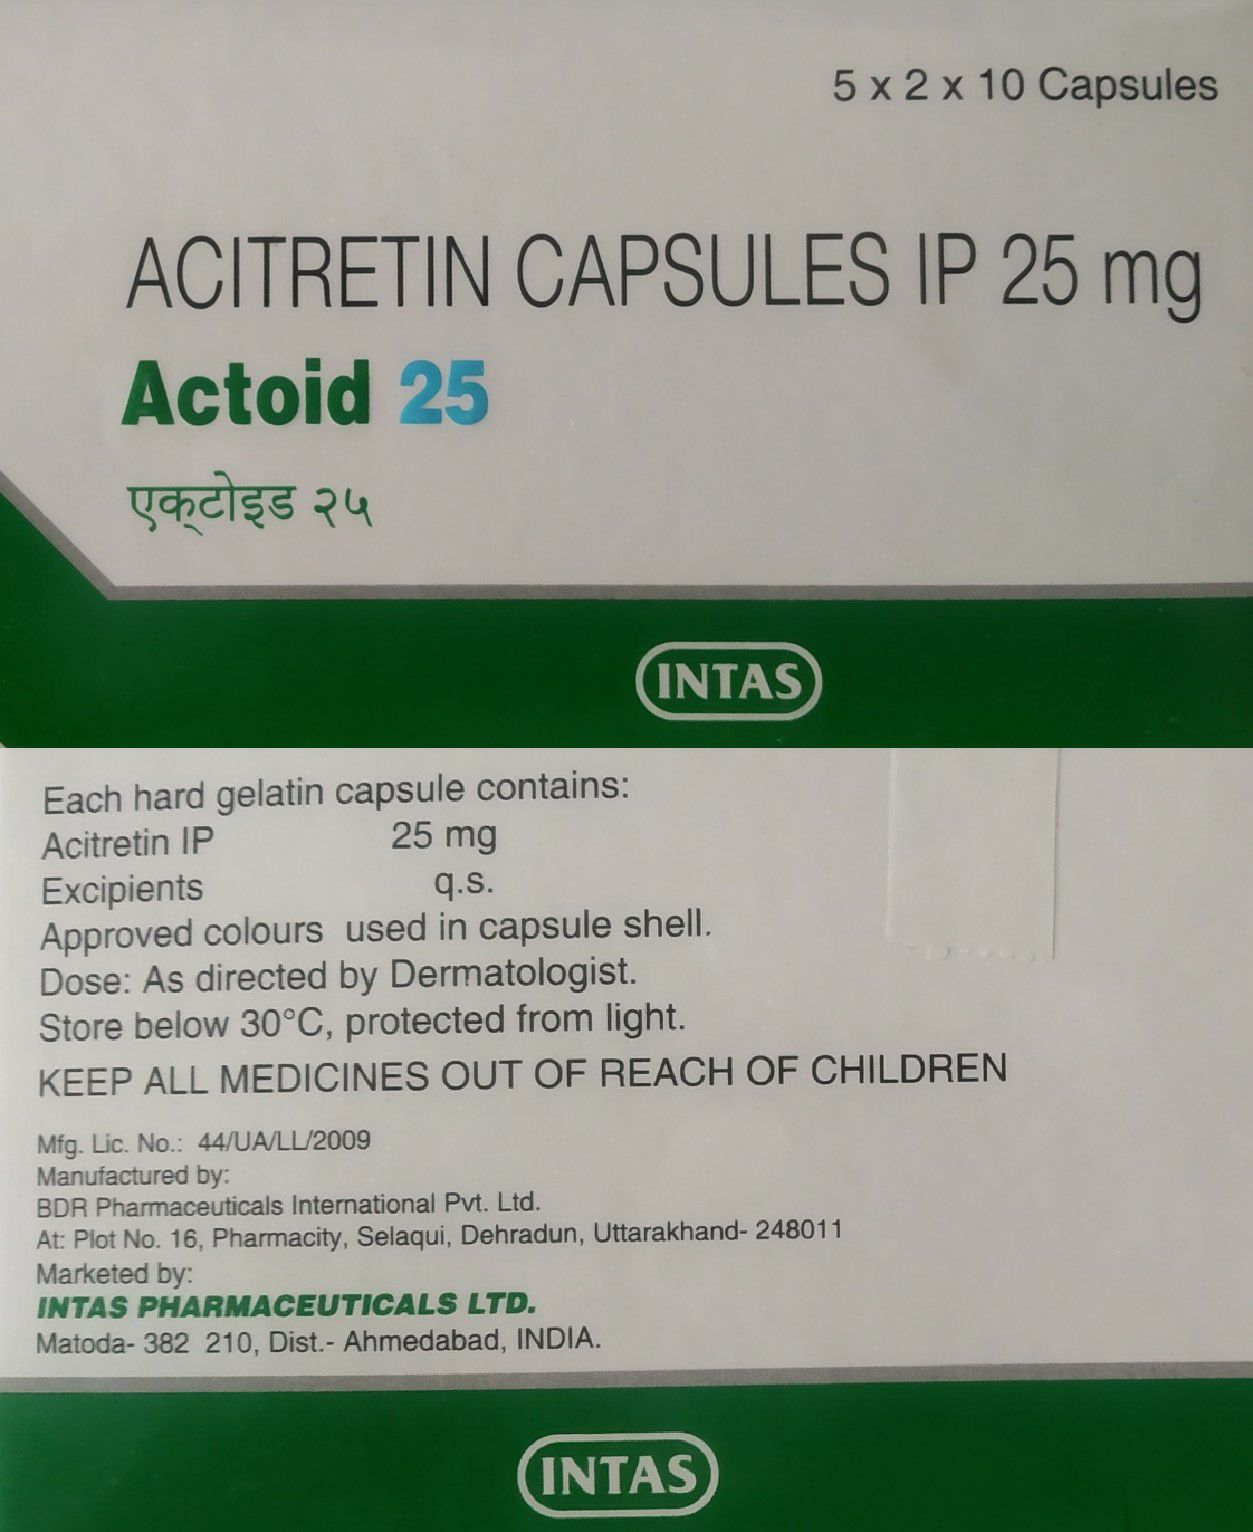 5 x 2 x 10 Capsules
ACITRETIN CAPSULES IP 25 mg
Actoid 25
एक्टोइड २५
INTAS
Each hard gelatin capsule contains:
Acitretin IP 25 mg
Excipients q.s.
Approved colours used in capsule shell.
Dose: As directed by Dermatologist.
Store below 30°C, protected from light.
KEEP ALL MEDICINES OUT OF REACH OF CHILDREN
Mfg. Lic. No.: 44/UA/LL/2009
Manufactured by:
BDR Pharmaceuticals International Pvt. Ltd.
At: Plot No. 16, Pharmacity, Selaqui, Dehradun, Uttarakhand- 248011
Marketed by:
INTAS PHARMACEUTICALS LTD.
Matoda- 382 210, Dist.- Ahmedabad, INDIA.
INTAS